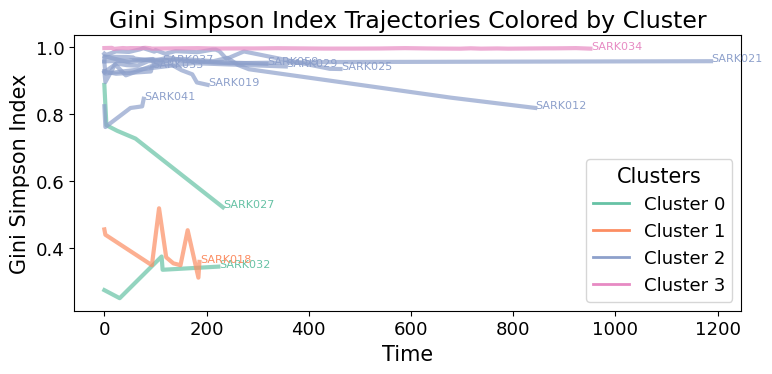 Gini Simpson Index Trajectories Colored by Cluster
Gini Simpson Index
1.0
0.8
0.6
0.4
SARK034
SARK021
SARK029
SARK025
SARK019
SARK041
SARK012
SARK027
SARK018
SARK032
Clusters
Cluster 0
Cluster 1
Cluster 2
Cluster 3
0
200
400
600
800
1000
1200
Time